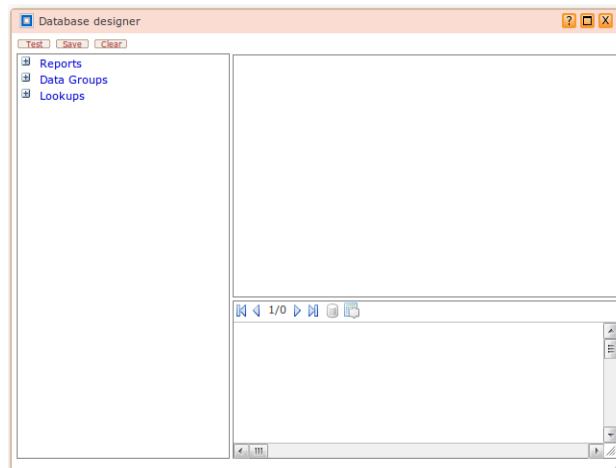 Database designer
? X
Test Save Clear
Reports
Data Groups
Lookups
1/0